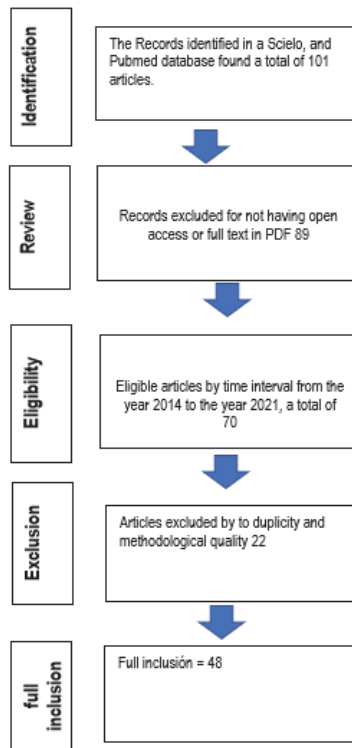 Identification
The Records identified in a Scielo, and
Pubmed database found a total of 101
articles.
Review
Records excluded for not having open
access or full text in PDF 89
Eligibility
Eligible articles by time interval from the
year 2014 to the year 2021, a total of
70
Exclusion
Articles excluded by to duplicity and
methodological quality 22
full
inclusion
Full inclusión = 48